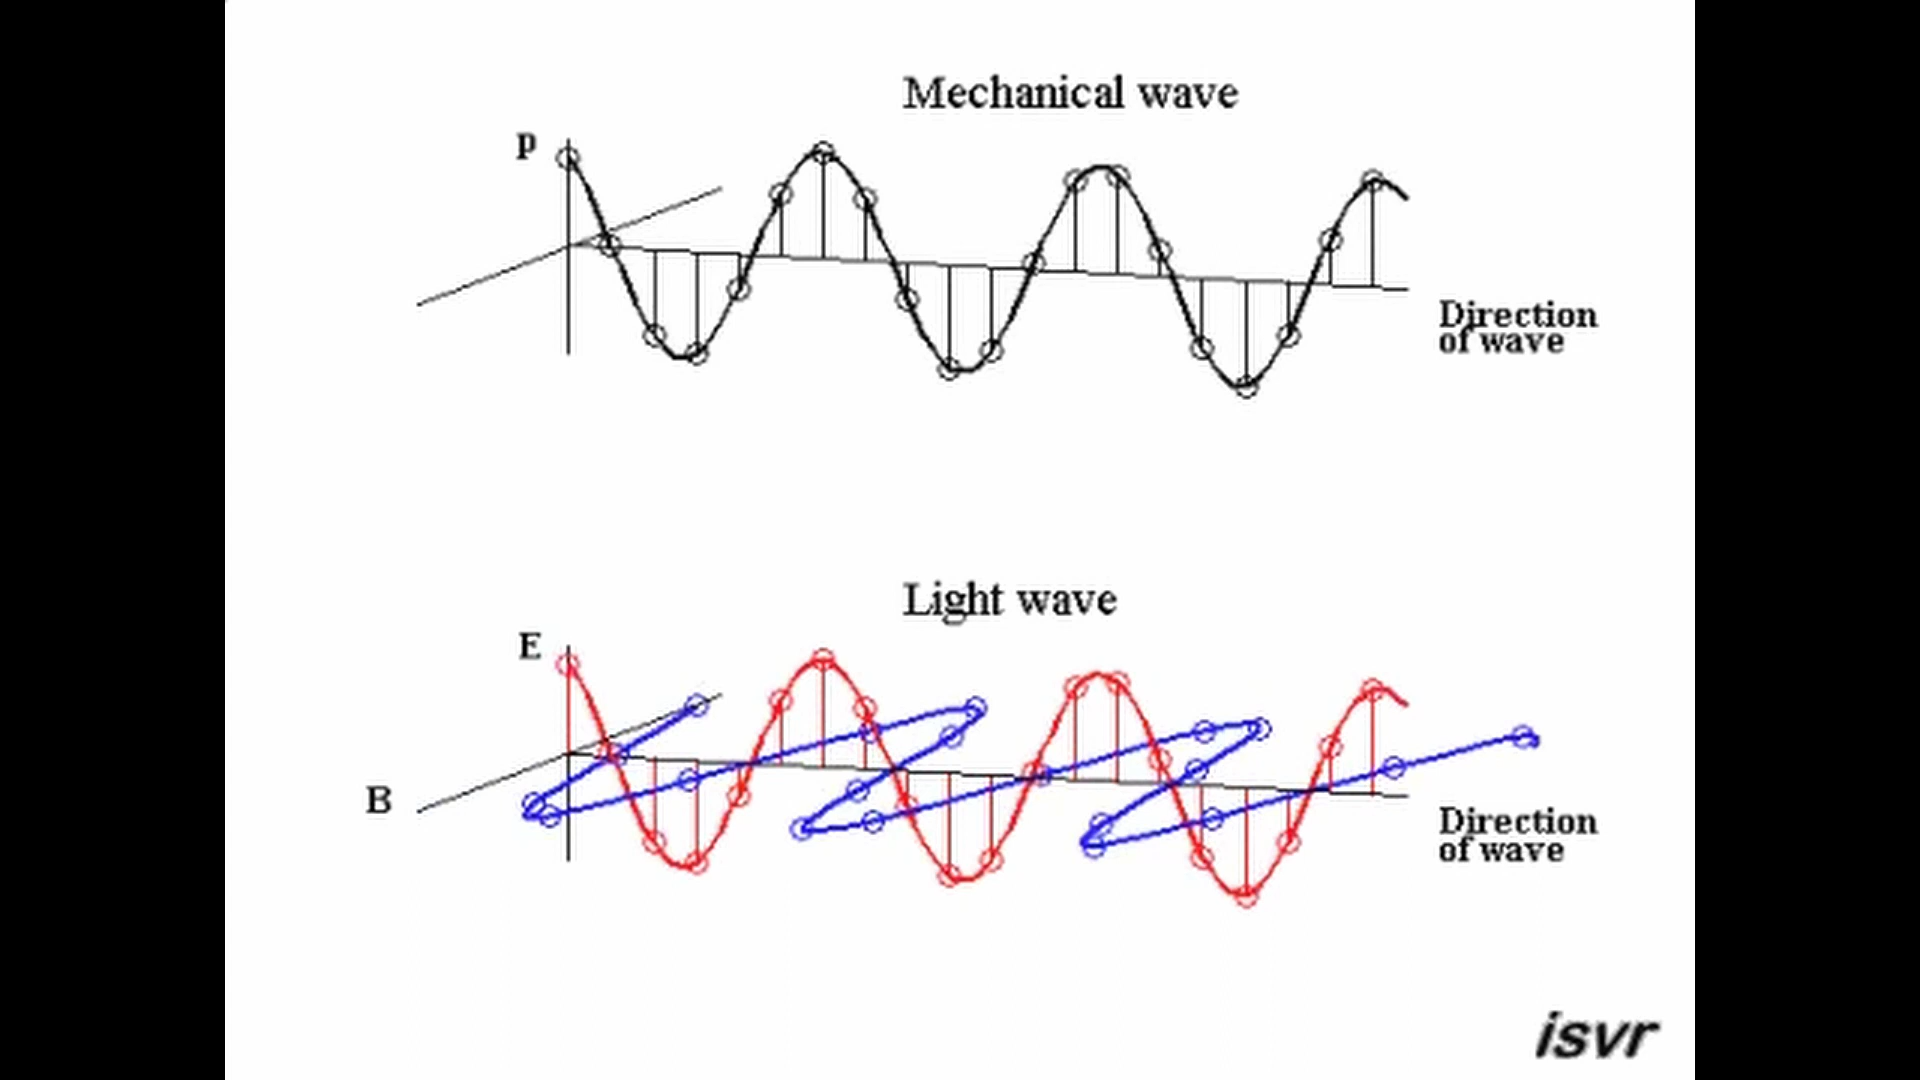 Mechanical wave
p
Direction
of wave
Light wave
E
B
Direction
of wave
isvr